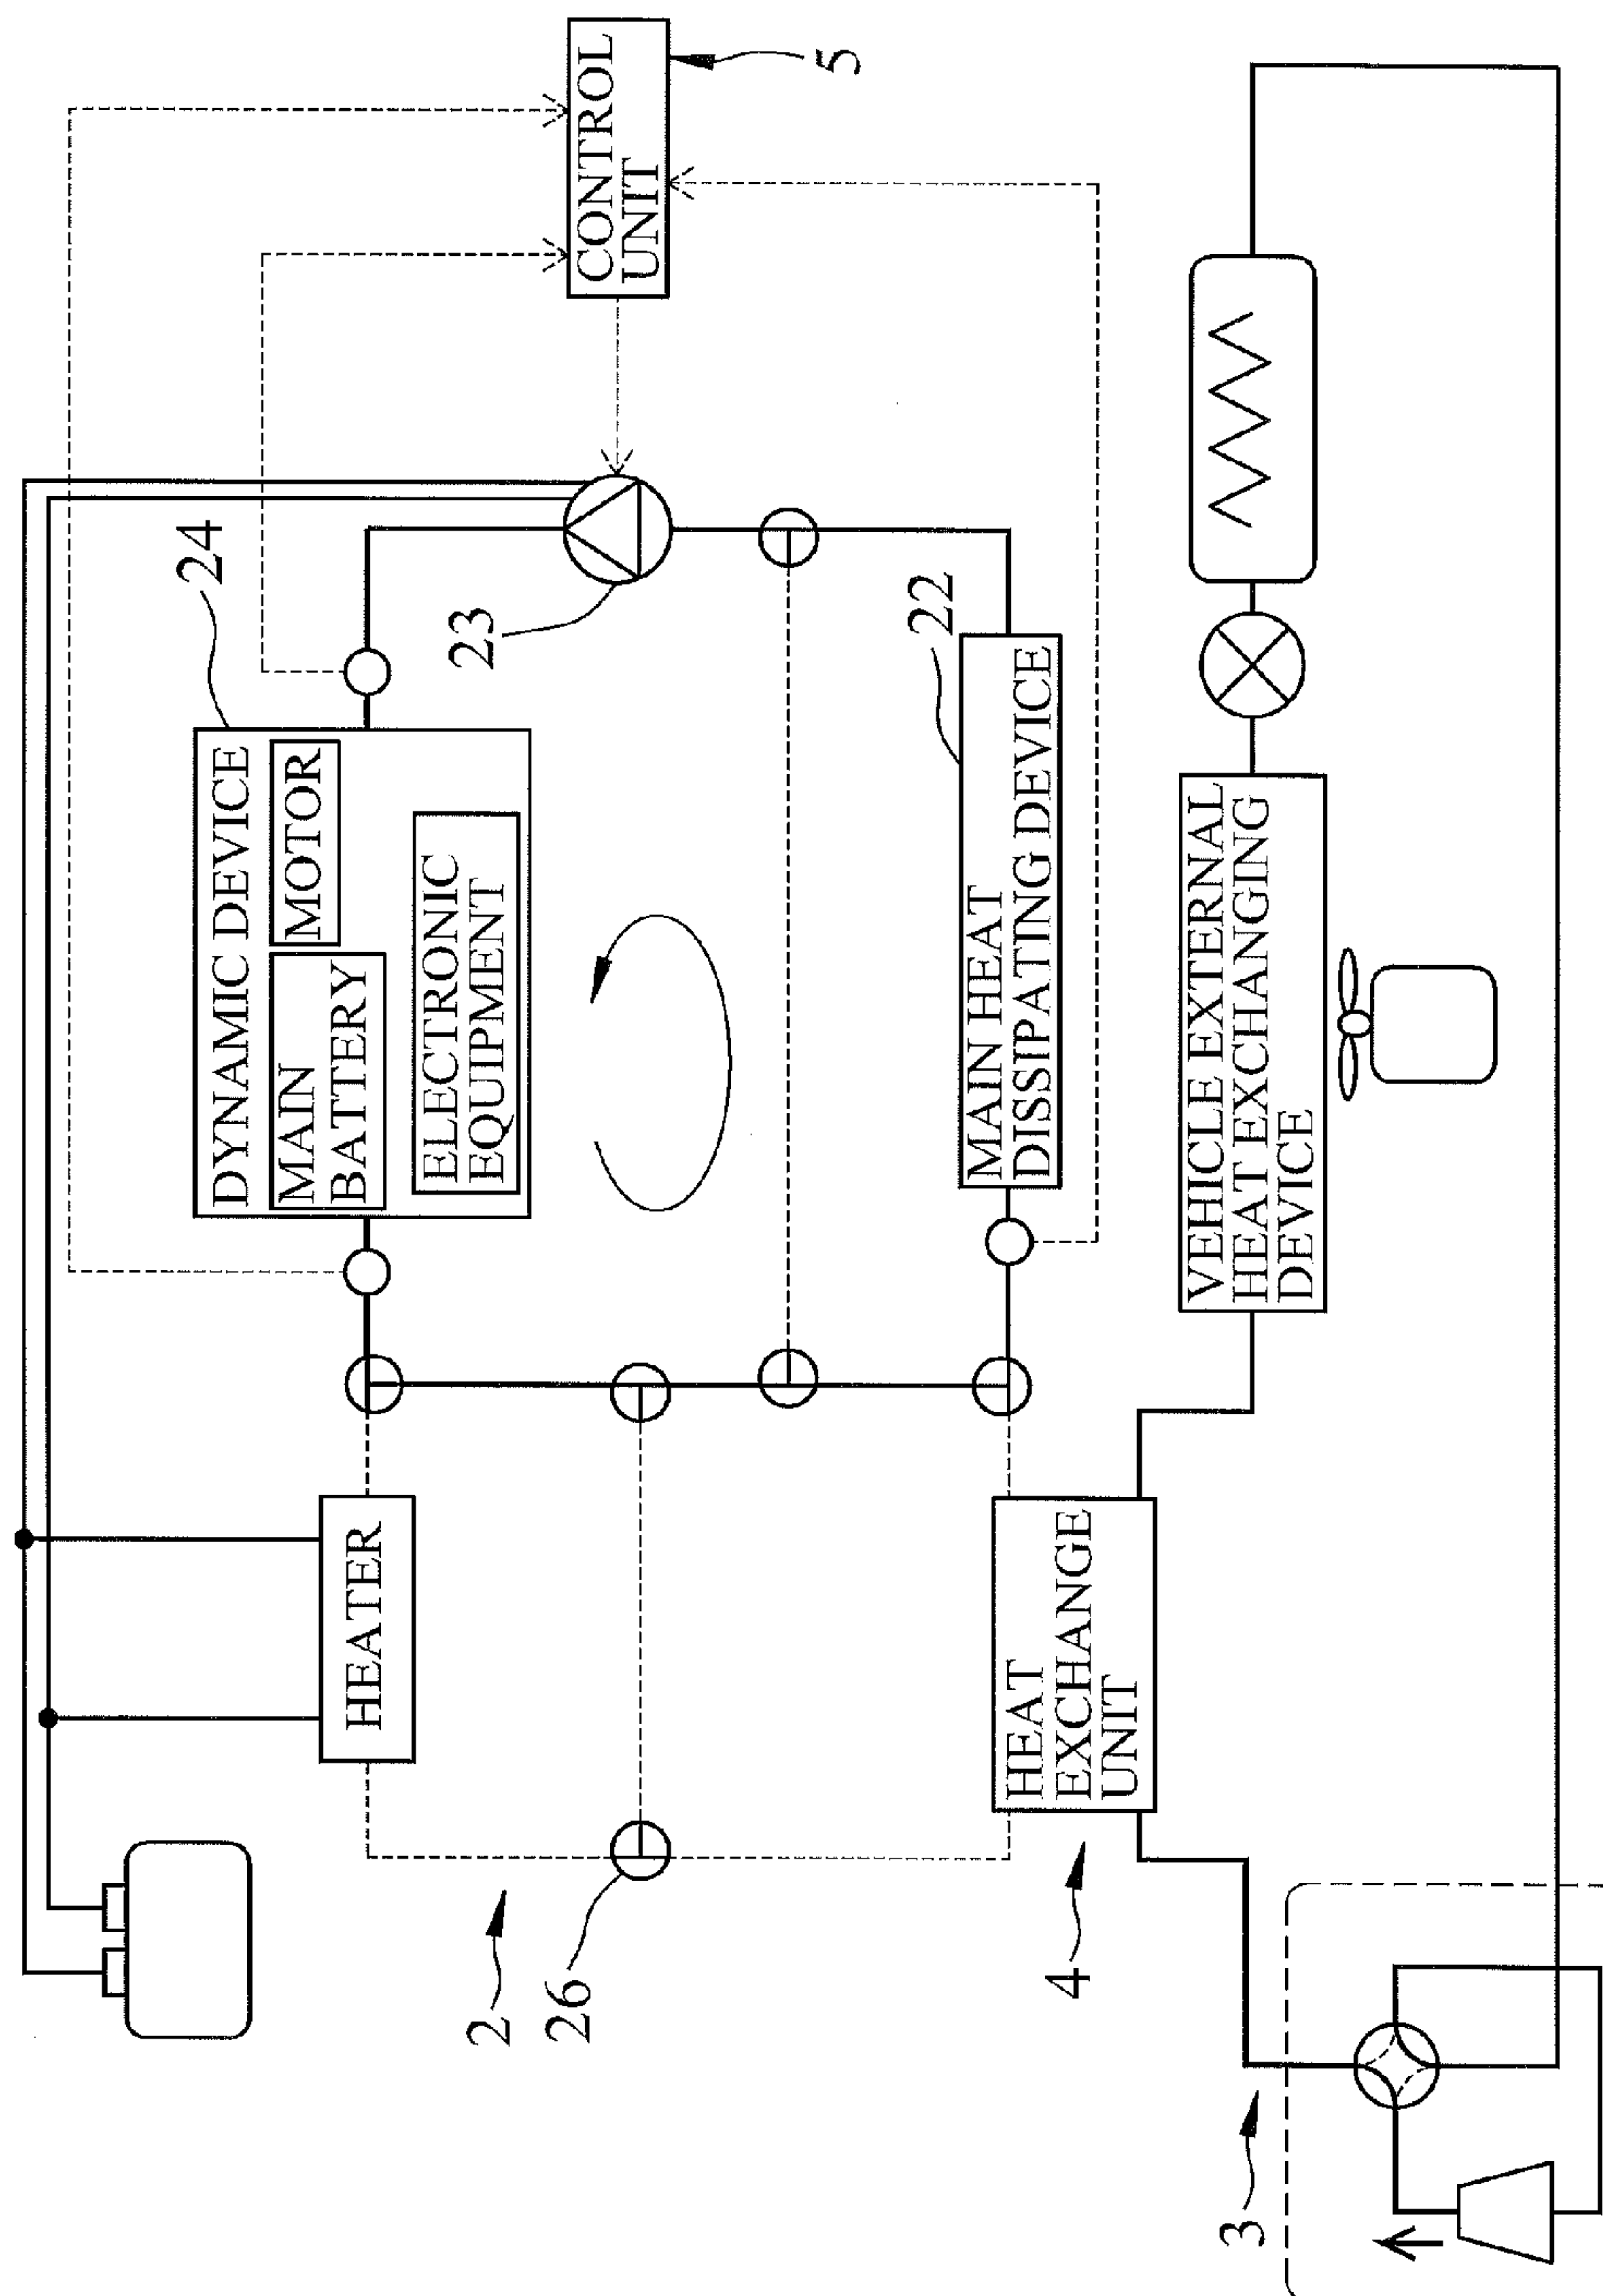 24
DYNAMIC DEVICE
MAIN
BATTERY
MOTOR
ELECTRONIC
EQUIPMENT
HEATER
23
CONTROL
UNIT
5
2
26
22
MAIN HEAT
DISSIPATING DEVICE
HEAT
EXCHANGE
UNIT
4
VEHICLE EXTERNAL
HEAT EXCHANGING
DEVICE
3